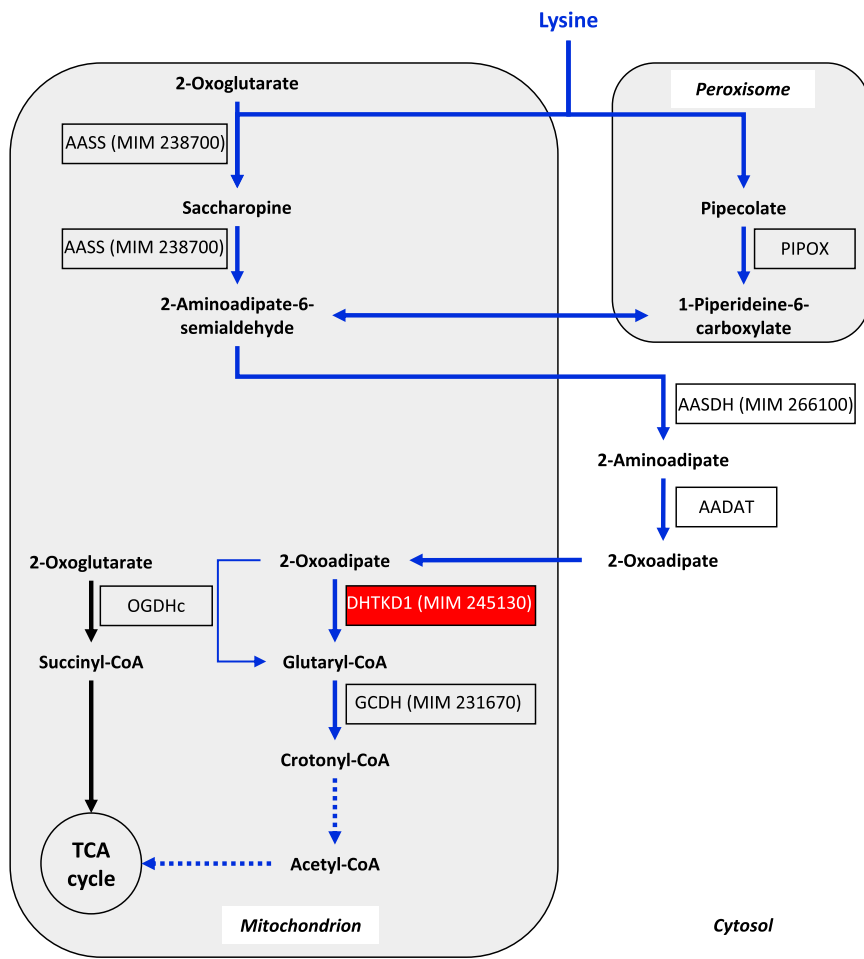 Lysine
2-Oxoglutarate
Peroxisome
AASS (MIM 238700)
Saccharopine
Pipecolate
AASS (MIM 238700)
PIPOX
2-Aminoadipate-6-
semialdehyde
1-Piperideine-6-
carboxylate
AASDH (MIM 266100)
2-Aminoadipate
AADAT
2-Oxoglutarate
2-Oxoadipate
2-Oxoadipate
OGDHc
DHTKD1 (MIM 245130)
Succinyl-CoA
Glutaryl-CoA
GCDH (MIM 231670)
Crotonyl-CoA
TCA
cycle
Acetyl-CoA
Mitochondrion
Cytosol